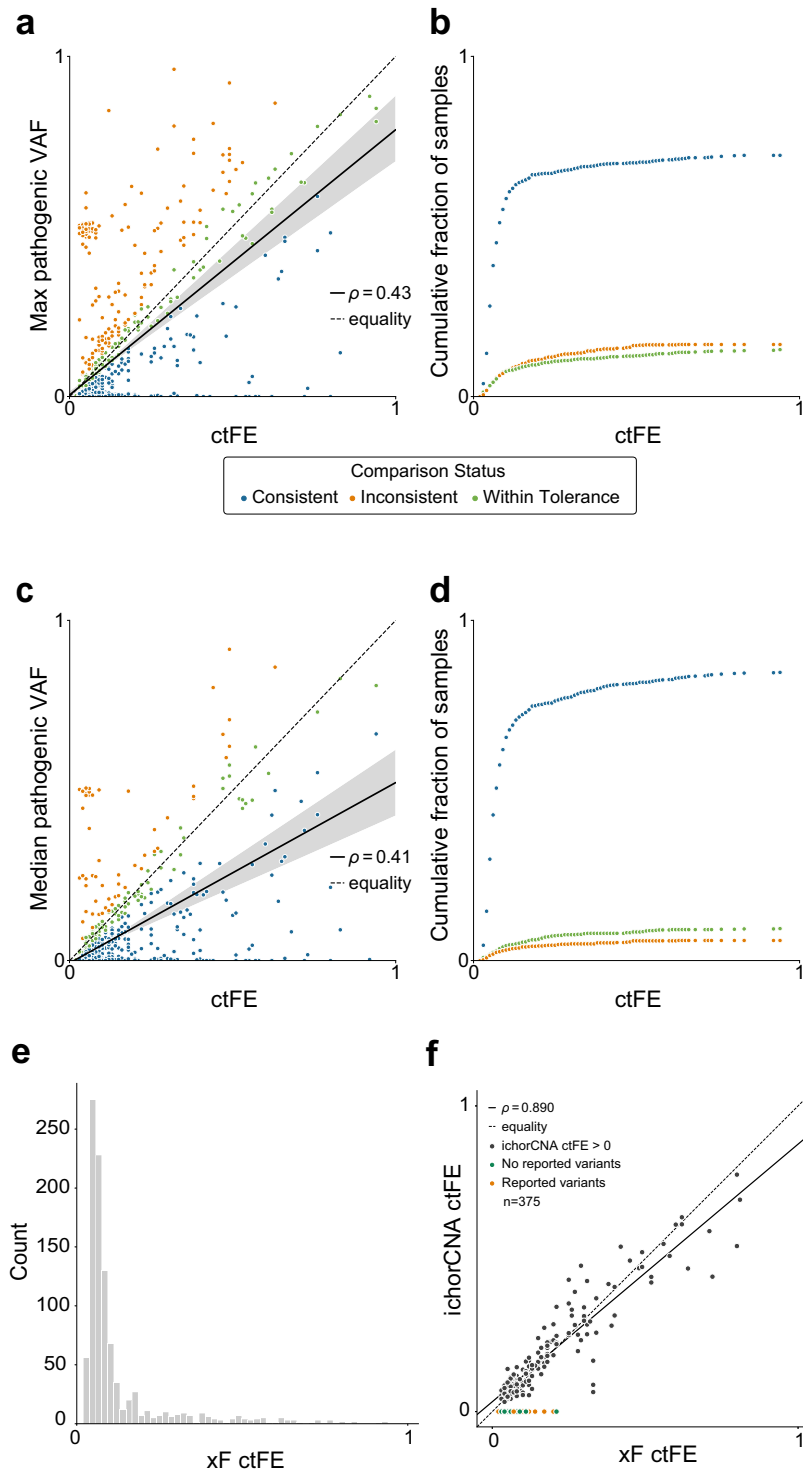 a
Max pathogenic VAF
1
0
0
1
ctFE
ρ = 0.43
equality
b
Cumulative fraction of samples
1
0
0
1
ctFE
Comparison Status
Consistent Inconsistent Within Tolerance
c
Median pathogenic VAF
1
0
0
1
ctFE
ρ = 0.41
equality
d
Cumulative fraction of samples
1
0
0
1
ctFE
e
Count
250
200
150
100
50
0
0
1
xF ctFE
f
ichorCNA ctFE
1
0
0
1
xF ctFE
ρ = 0.890
equality
ichorCNA ctFE > 0
No reported variants
Reported variants
n=375